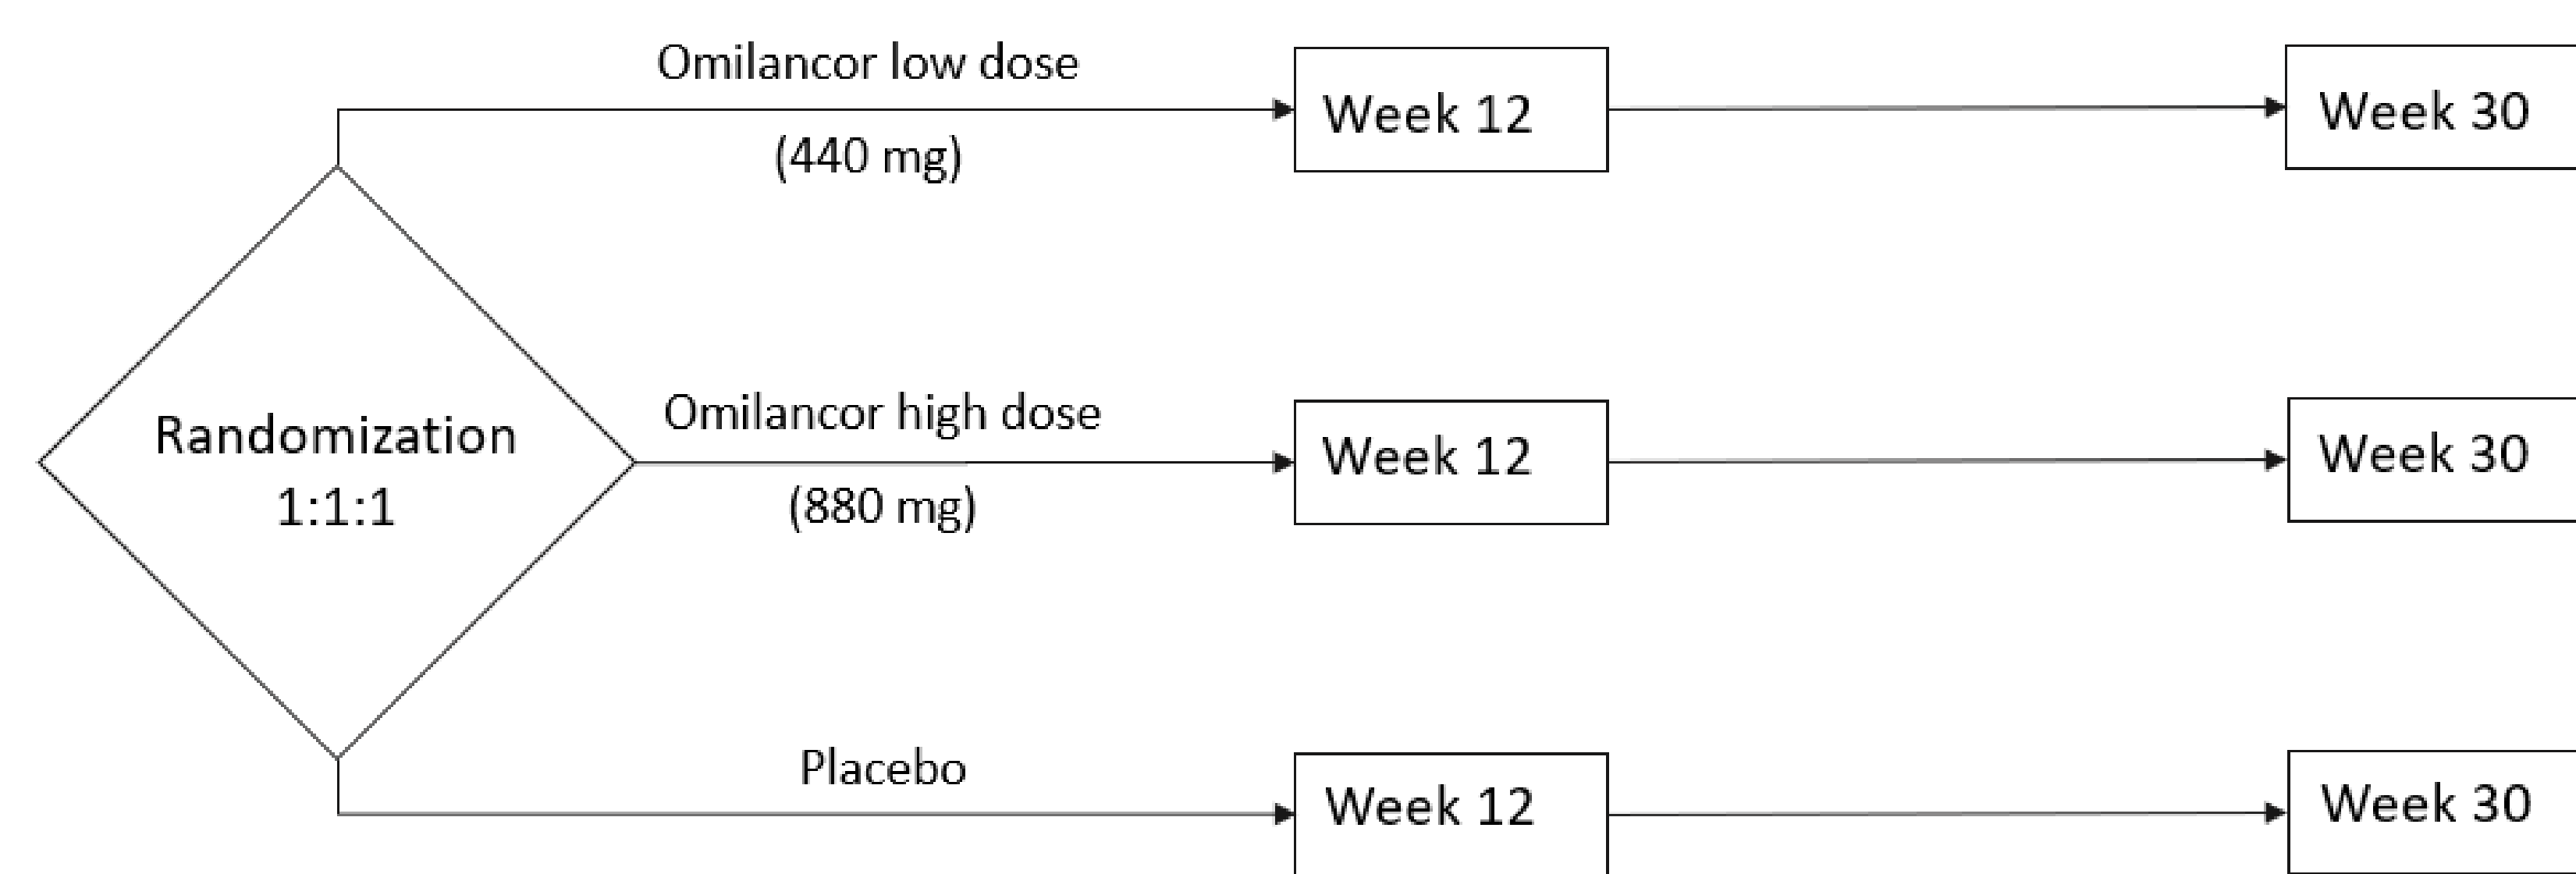 Omilancor low dose
(440 mg)
Week 12
Week 30
Randomization
1:1:1
Omilancor high dose
(880 mg)
Week 12
Week 30
Placebo
Week 12
Week 30